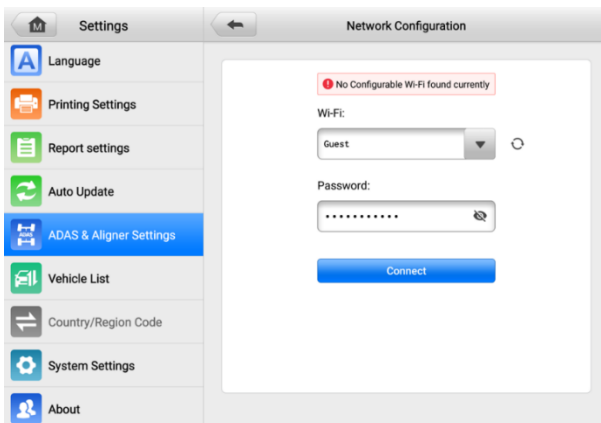 M
Settings
Network Configuration
A
Language
Printing Settings
Report settings
Auto Update
ADAS
ADAS & Aligner Settings
Vehicle List
Country/Region Code
System Settings
About
No Configurable Wi-Fi found currently
Wi-Fi:
Guest
Password:
•••••••••••
Connect